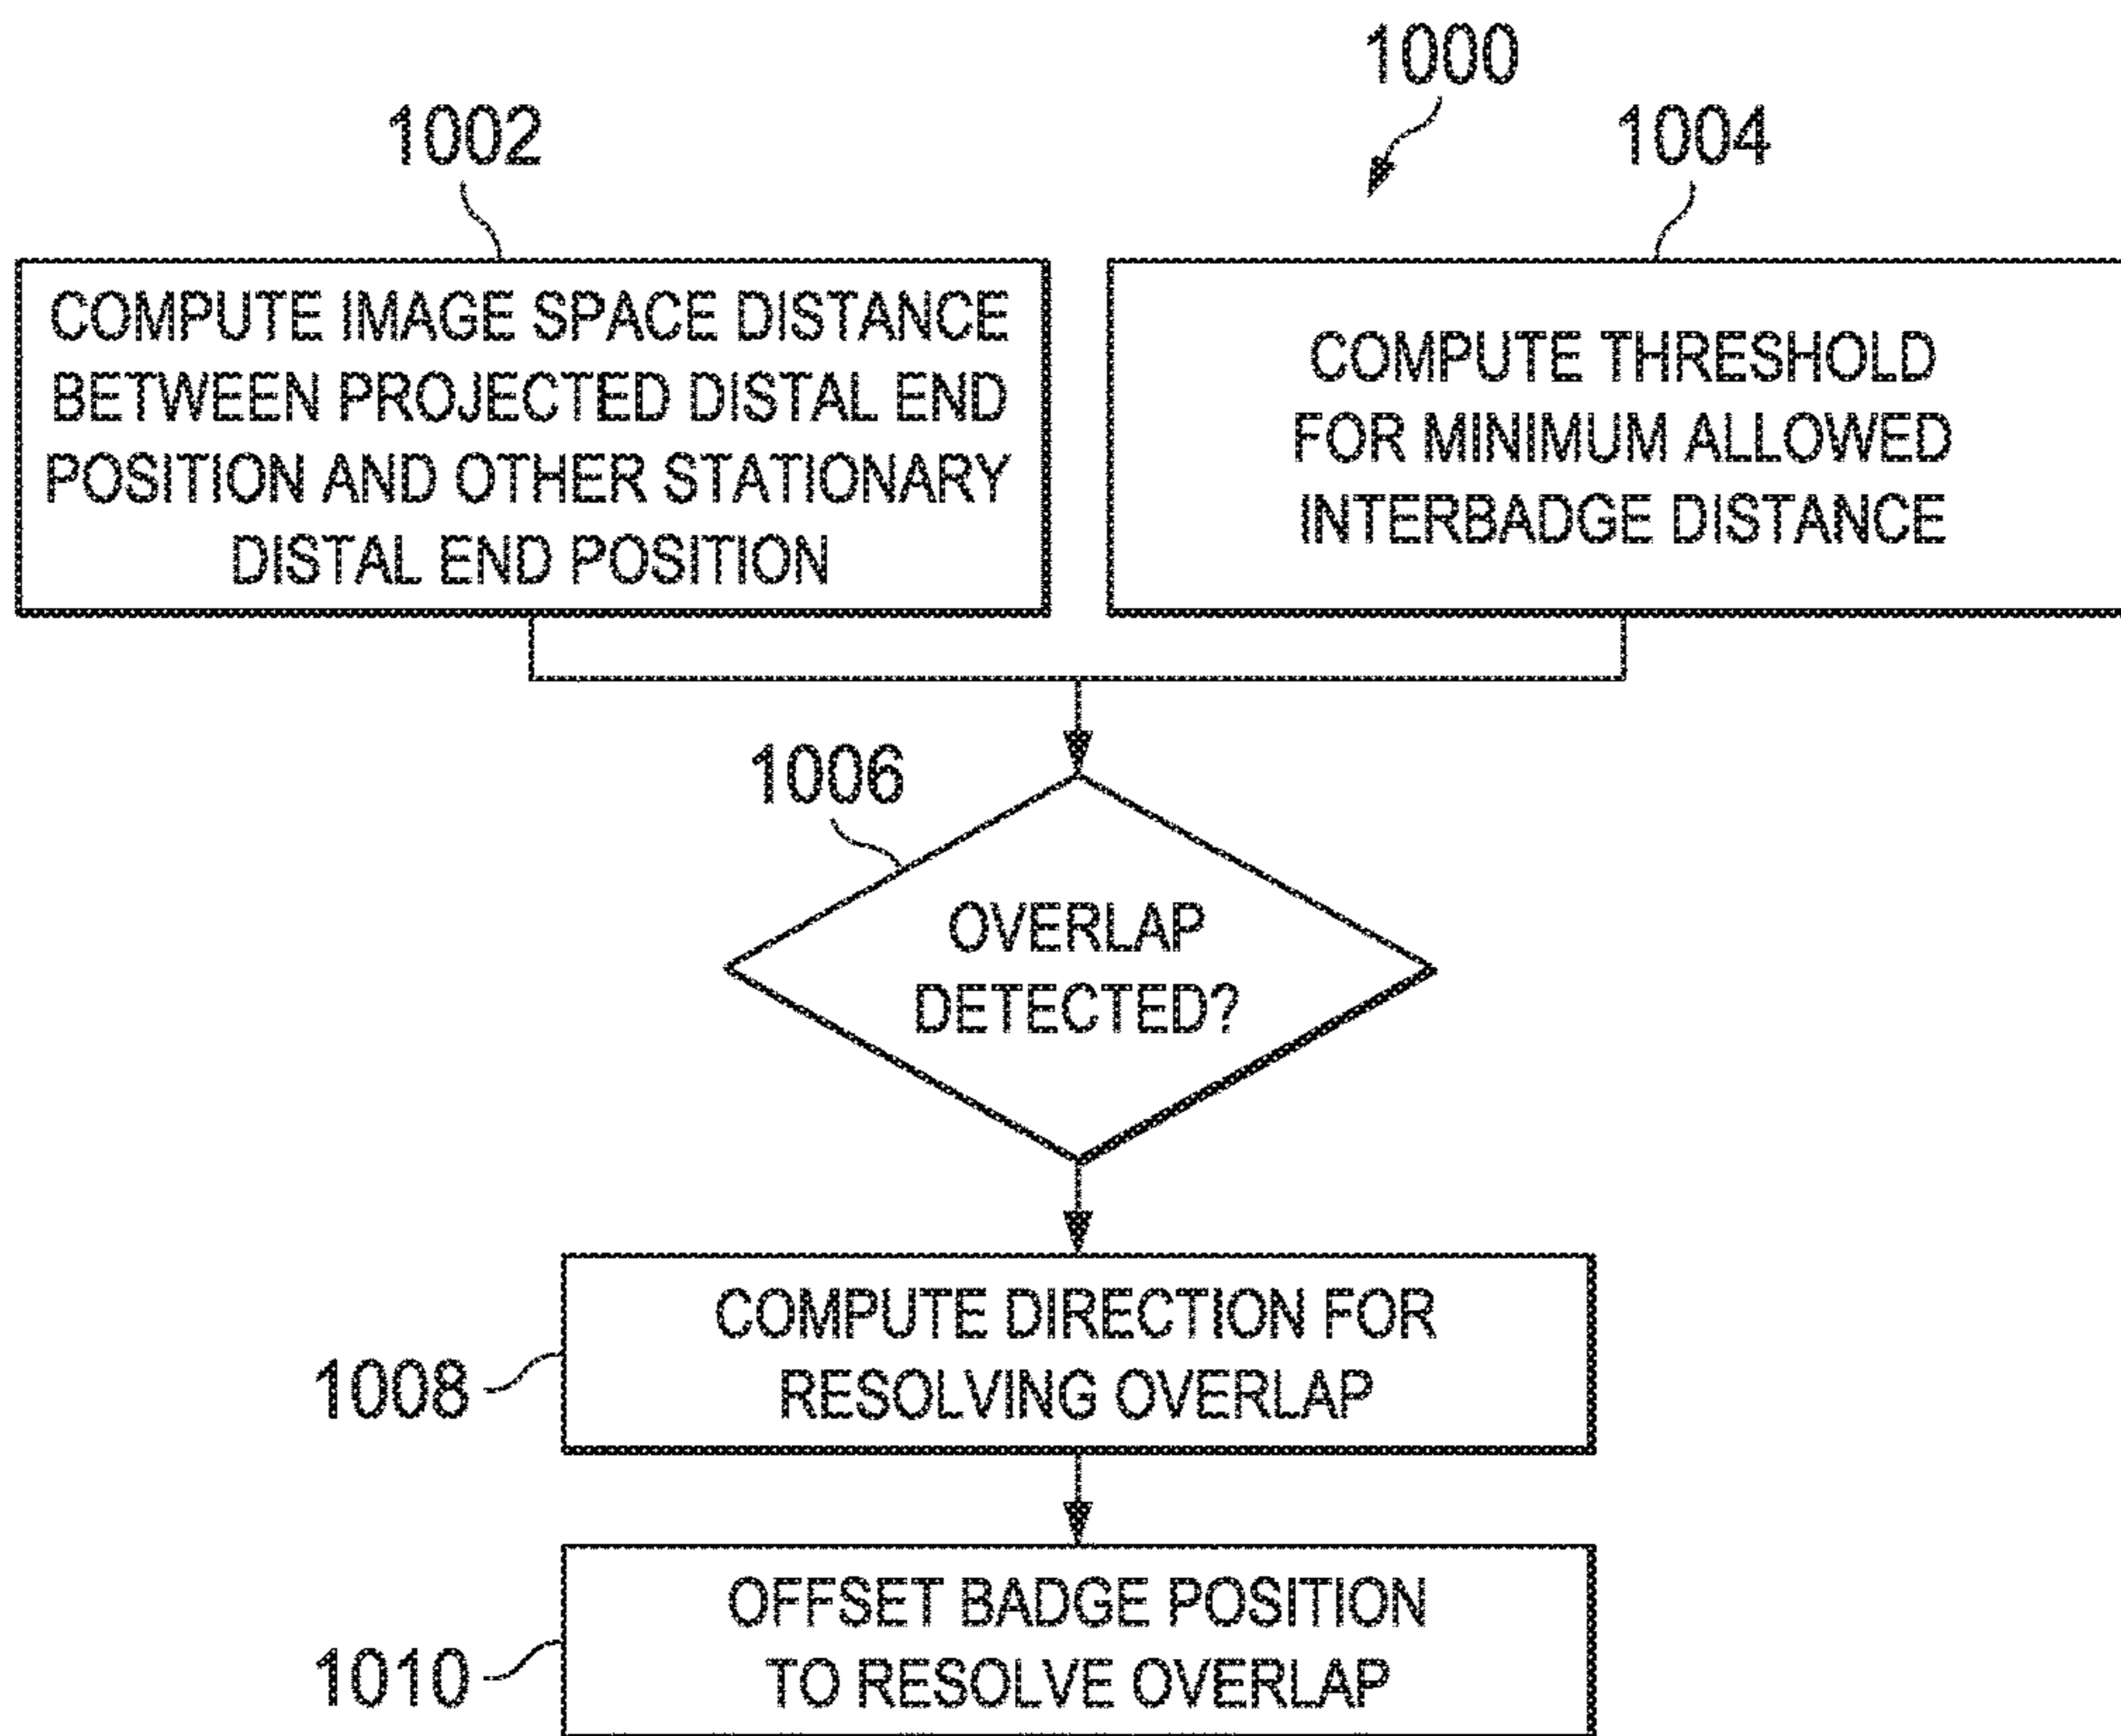 1000
1002
1004
COMPUTE IMAGE SPACE DISTANCE
BETWEEN PROJECTED DISTAL END
POSITION AND OTHER STATIONARY
DISTAL END POSITION
COMPUTE THRESHOLD
FOR MINIMUM ALLOWED
INTERBADGE DISTANCE
1006
OVERLAP
DETECTED?
1008
COMPUTE DIRECTION FOR
RESOLVING OVERLAP
1010
OFFSET BADGE POSITION
TO RESOLVE OVERLAP